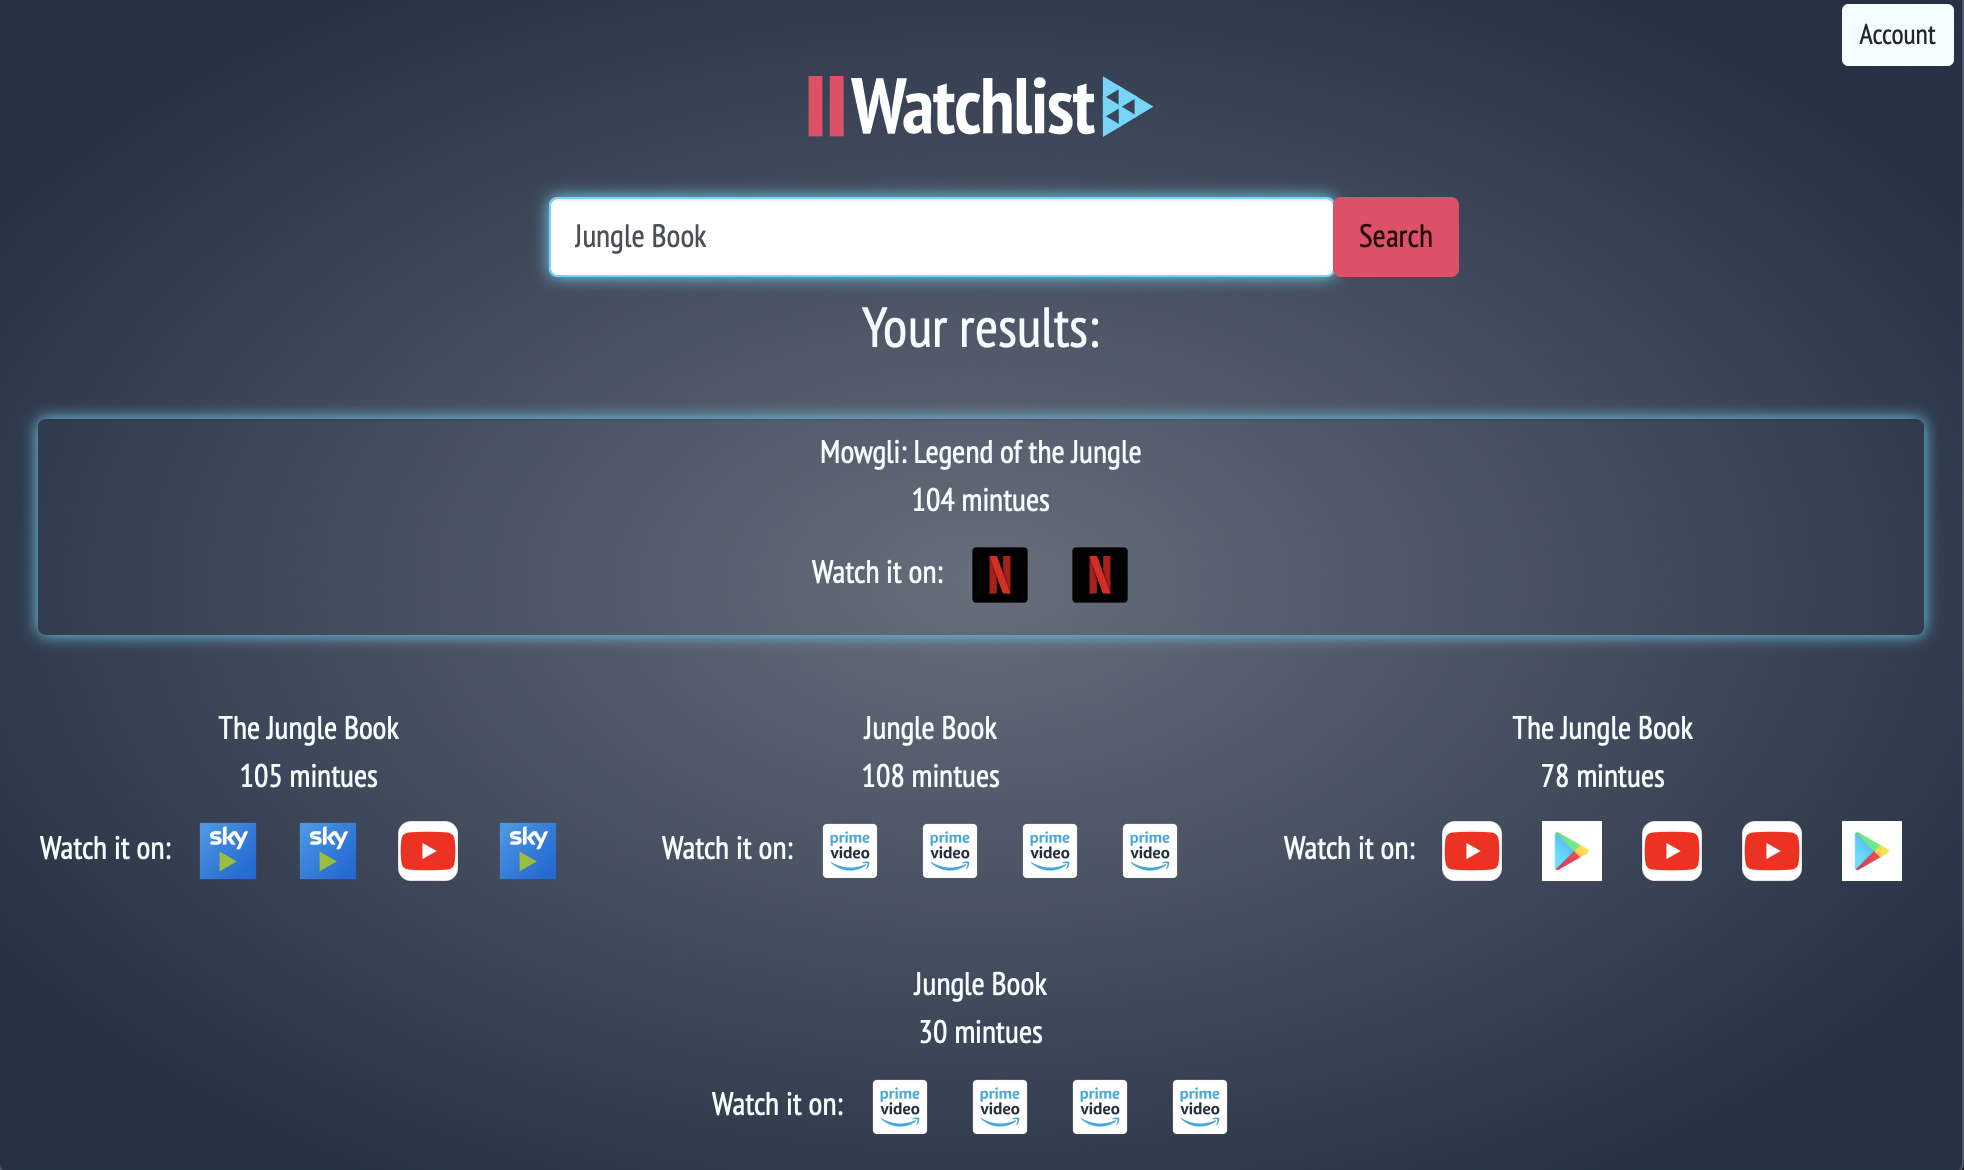 Account
Watchlist
Jungle Book
Search
Your results:
Mowgli: Legend of the Jungle
104 mintues
Watch it on: N N
The Jungle Book
105 mintues
Watch it on: sky sky sky
Jungle Book
108 mintues
Watch it on: prime video prime video prime video prime video
The Jungle Book
78 mintues
Watch it on:
Jungle Book
30 mintues
Watch it on: prime video prime video prime video prime video